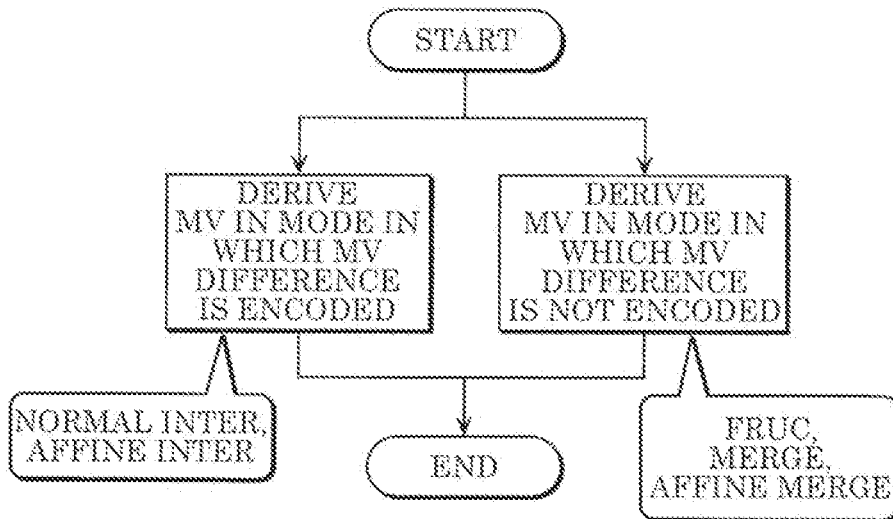 START
DERIVE
MV IN MODE IN
WHICH MV
DIFFERENCE
IS ENCODED
DERIVE
MV IN MODE IN
WHICH MV
DIFFERENCE
IS NOT ENCODED
NORMAL INTER,
AFFINE INTER
END
FRUC,
MERGE,
AFFINE MERGE